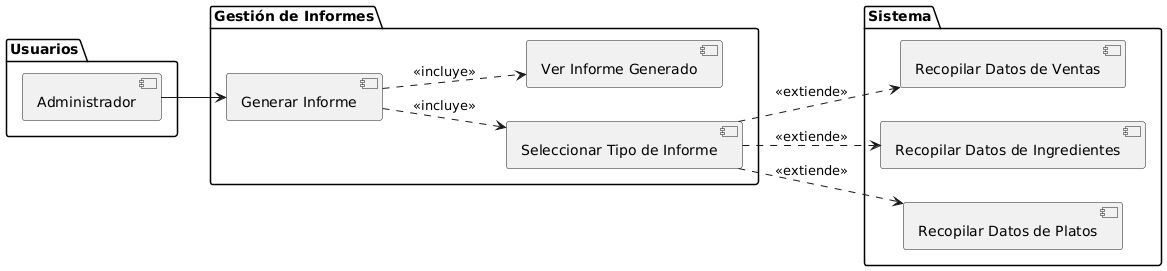 Usuarios
Administrador
Gestión de Informes
Generar Informe
«incluye»
«incluye»
Ver Informe Generado
Seleccionar Tipo de Informe
«extiende»
«extiende»
«extiende»
Sistema
Recopilar Datos de Ventas
Recopilar Datos de Ingredientes
Recopilar Datos de Platos